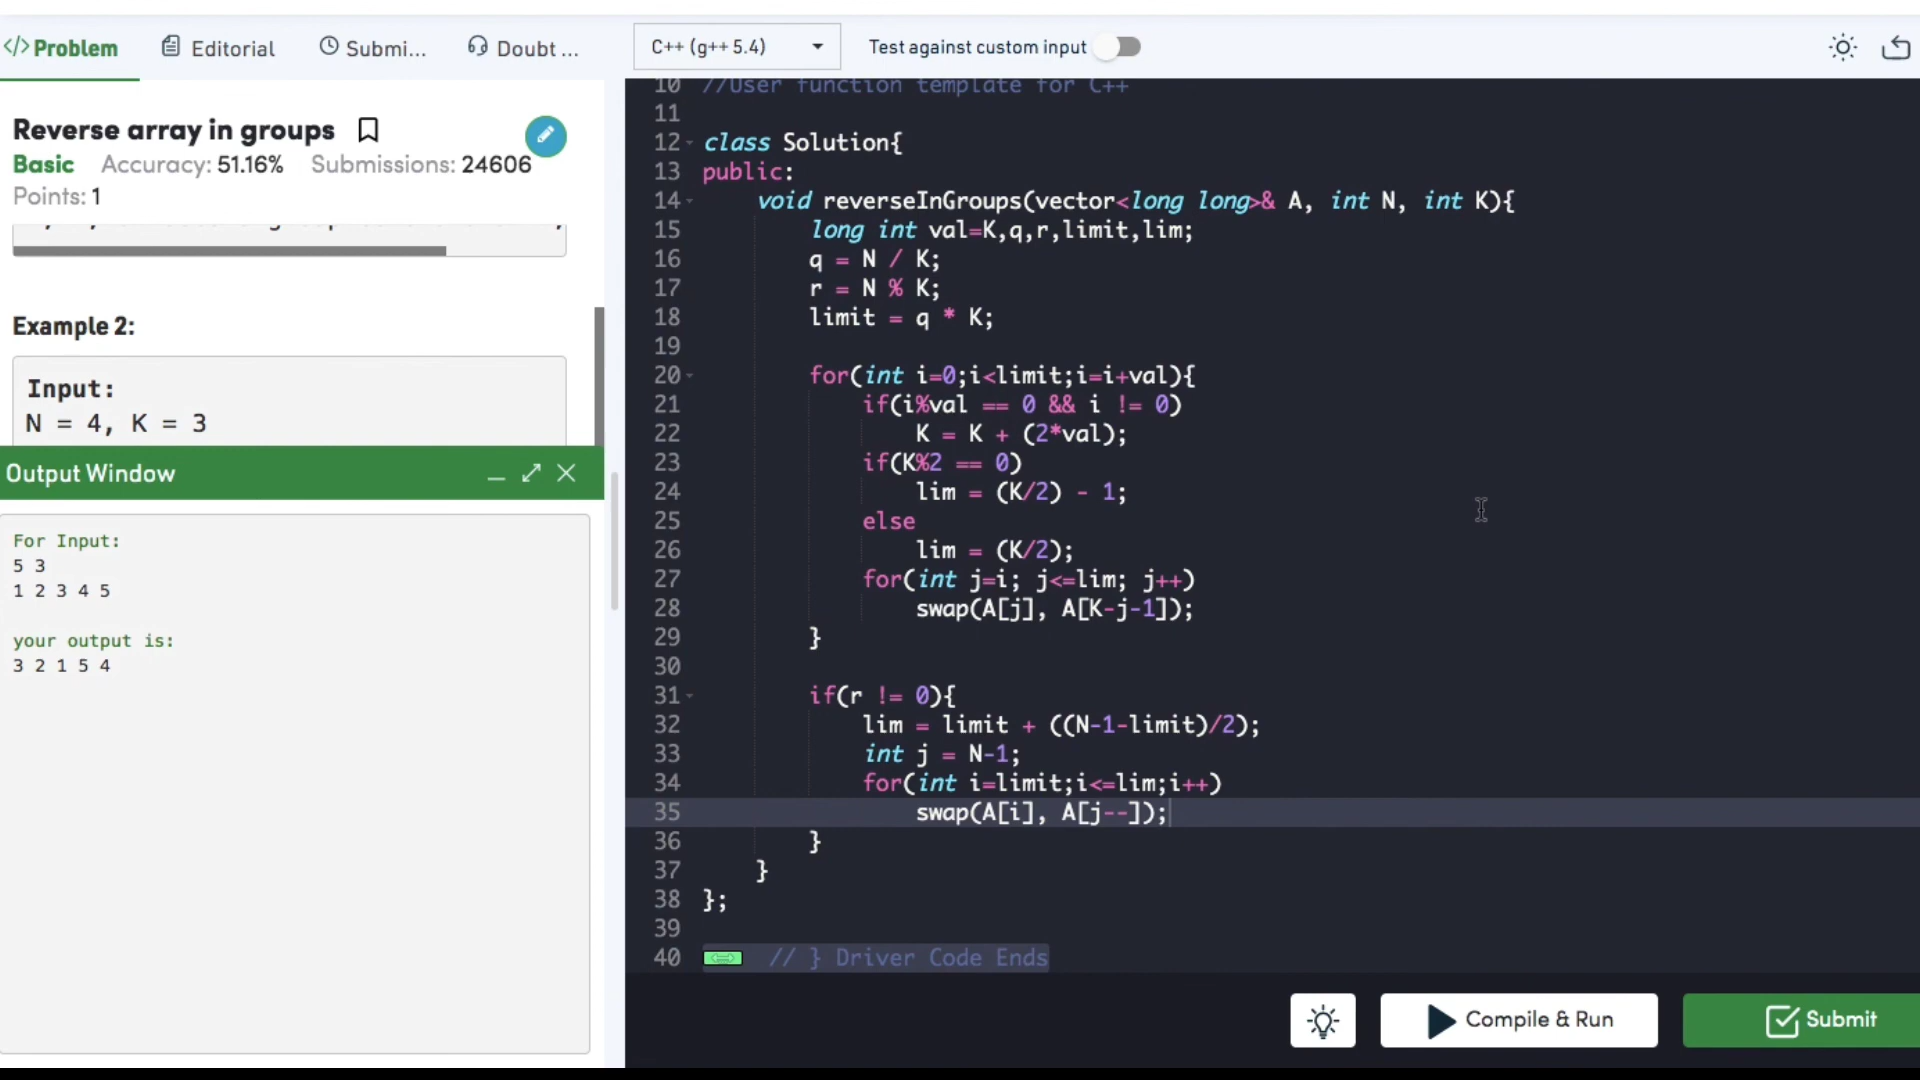 </> Problem
Editorial
Submi...
Doubt ...
C++ (g++ 5.4)
Test against custom input
Reverse array in groups
Basic Accuracy: 51.16% Submissions: 24606
Points: 1
Example 2:
Input:
N = 4, K = 3
Output Window
For Input:
5 3
1 2 3 4 5
your output is:
3 2 1 5 4
10 //User function template for C++
11
12 class Solution{
13 public:
14 void reverseInGroups(vector<long long>& A, int N, int K){
15 long int val=K,q,r,limit,lim;
16 q = N / K;
17 r = N % K;
18 limit = q * K;
19
20 for(int i=0;i<limit;i=i+val){
21 if(i%val == 0 && i != 0)
22 K = K + (2*val);
23 if(K%2 == 0)
24 lim = (K/2) - 1;
25 else
26 lim = (K/2);
27 for(int j=i; j<=lim; j++)
28 swap(A[j], A[K-j-1]);
29 }
30
31 if(r != 0){
32 lim = limit + ((N-1-limit)/2);
33 int j = N-1;
34 for(int i=limit;i<=lim;i++)
35 swap(A[i], A[j--]);
36 }
37 }
38 };
39
40 // } Driver Code Ends
Compile & Run
Submit